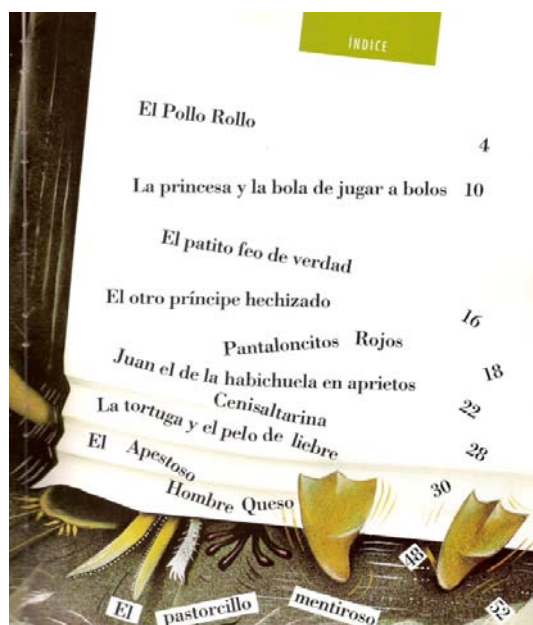 ÍNDICE
El Pollo Rollo
4
La princesa y la bola de jugar a bolos 10
El patito feo de verdad
El otro príncipe hechizado
16
Pantaloncitos Rojos
18
Juan el de la habichuela en aprietos
22
Cenisaltarina
La tortuga y el pelo de liebre
28
El Apestoso
30
Hombre Queso
48
El pastorcillo mentiroso
52